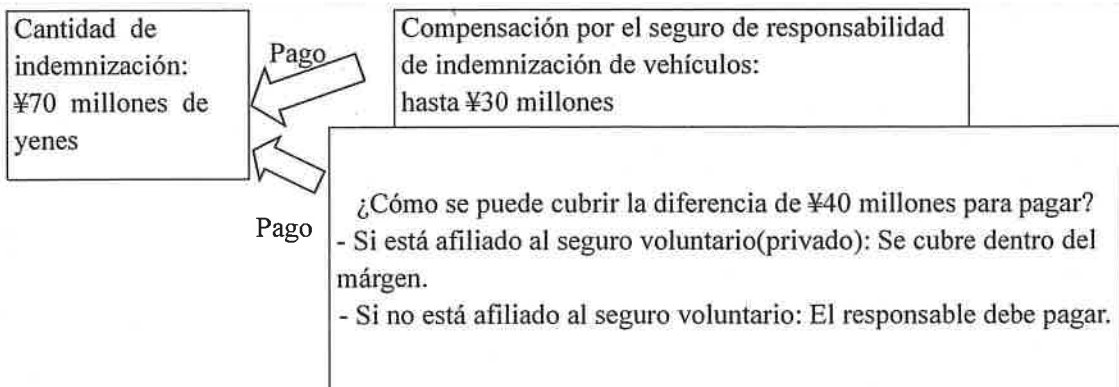 Cantidad de
indemnización:
¥70 millones de
yenes
Pago
Compensación por el seguro de responsabilidad
de indemnización de vehículos:
hasta ¥30 millones
Pago
¿Cómo se puede cubrir la diferencia de ¥40 millones para pagar?
- Si está afiliado al seguro voluntario(privado): Se cubre dentro del
márgen.
- Si no está afiliado al seguro voluntario: El responsable debe pagar.